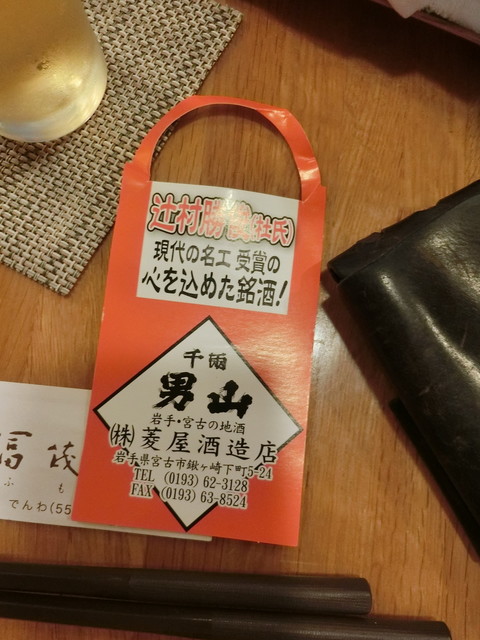 辻村勝俊(杜氏)
現代の名工 受賞の
心を込めた銘酒!
千両
男山
岩手・宮古の地酒
(株)菱屋酒造店
岩手県宮古市鍬ヶ崎下町5-24
TEL (0193) 62-3128
FAX (0193) 63-8524
ふも
でんわ(55